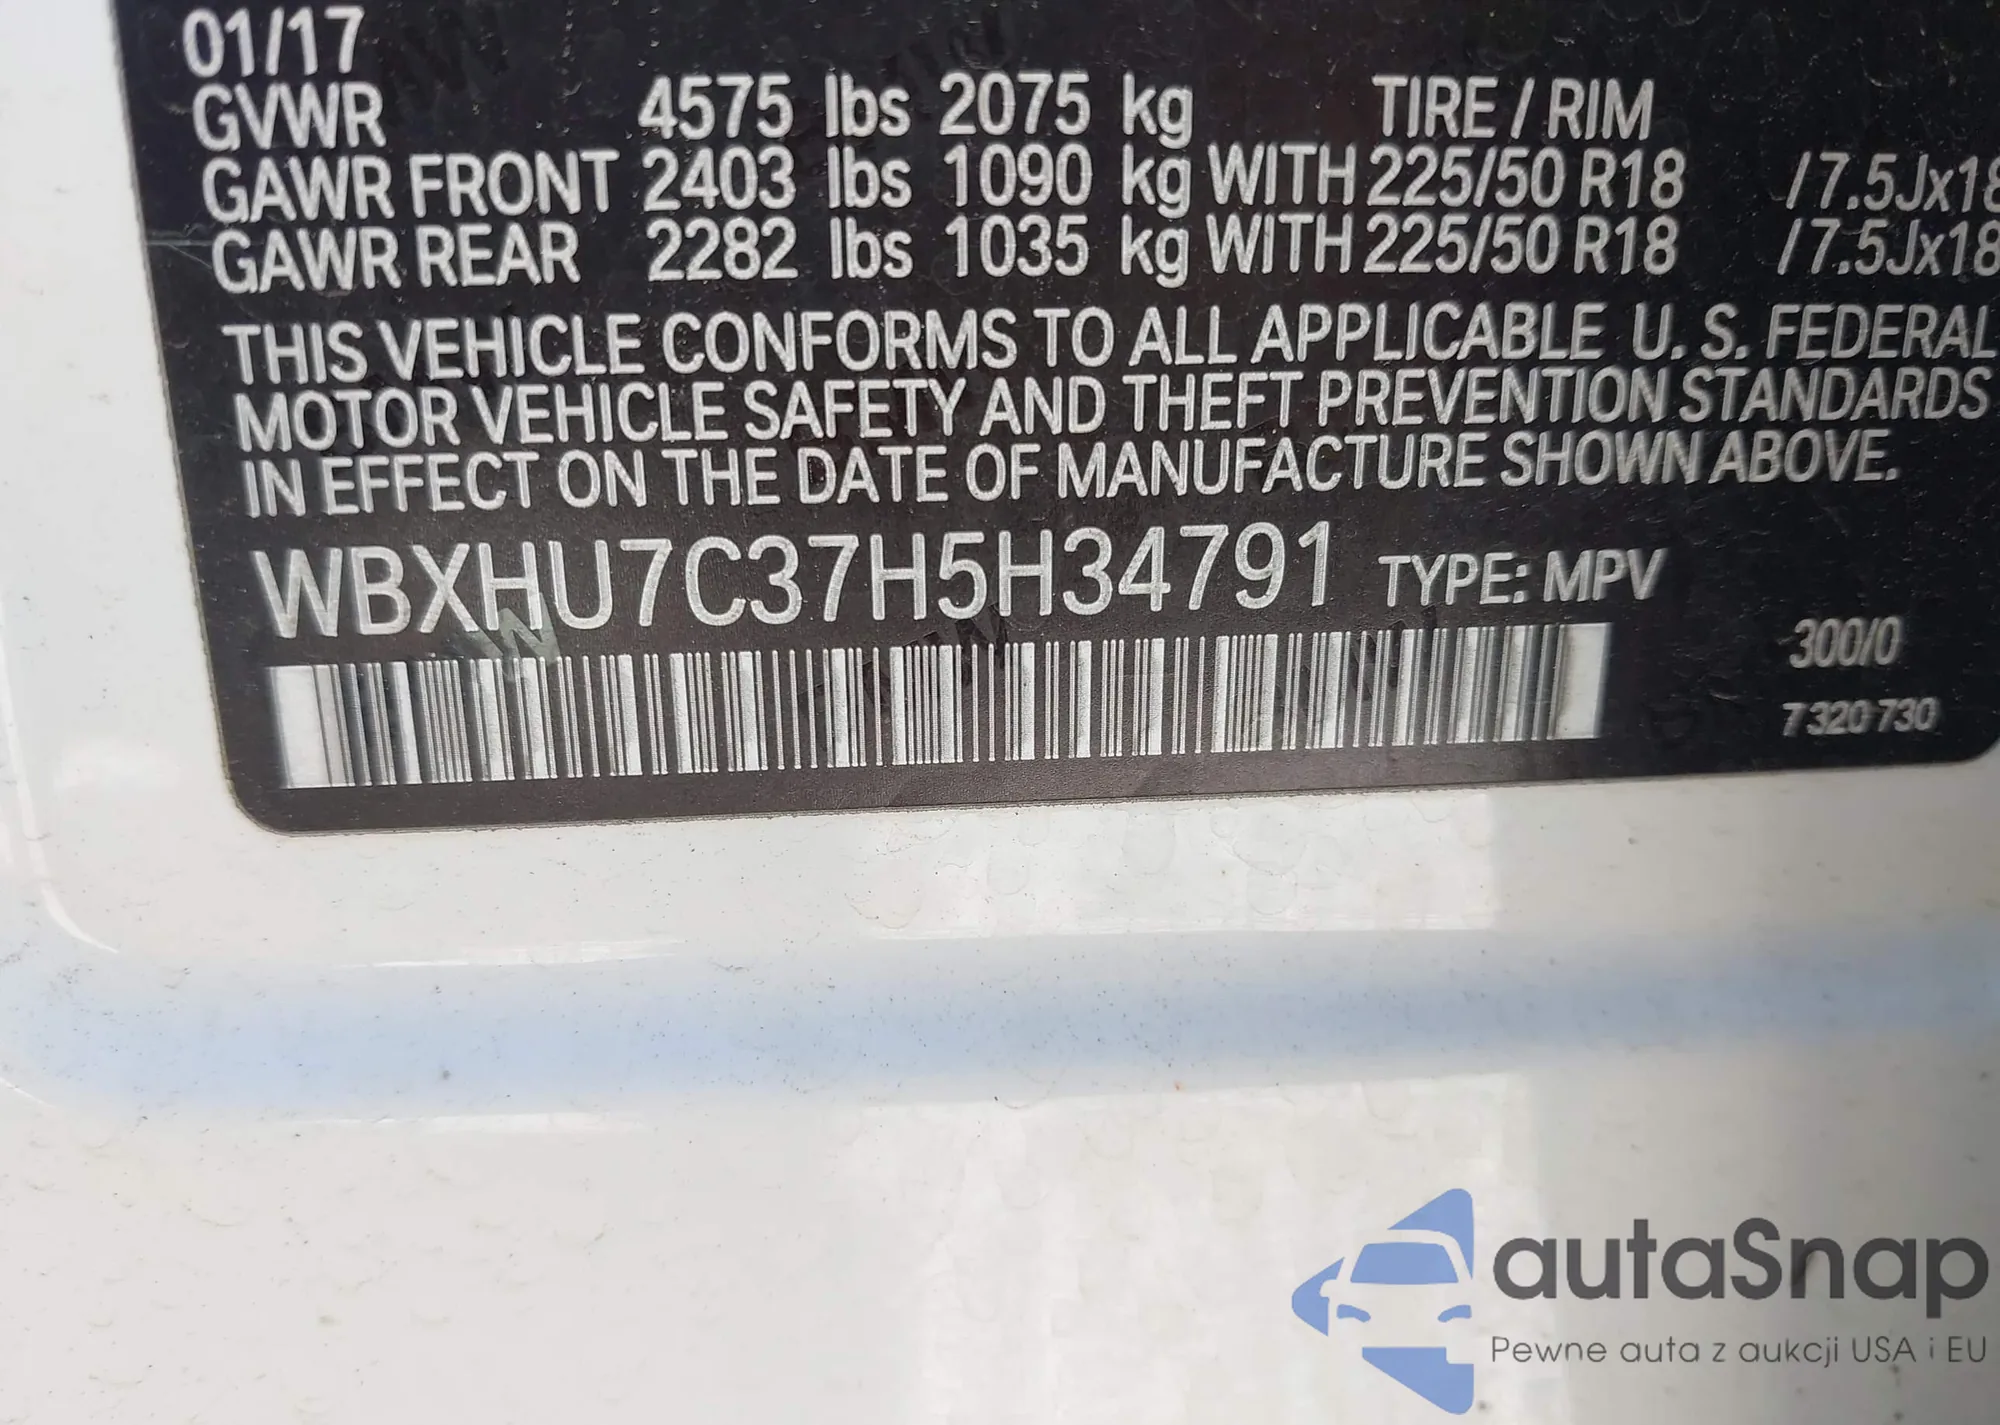 01/17
GVWR 4575 lbs 2075 kg TIRE / RIM
GAWR FRONT 2403 lbs 1090 kg WITH 225/50 R18 /7.5Jx18
GAWR REAR 2282 lbs 1035 kg WITH 225/50 R18 /7.5Jx18
THIS VEHICLE CONFORMS TO ALL APPLICABLE U. S. FEDERAL
MOTOR VEHICLE SAFETY AND THEFT PREVENTION STANDARDS
IN EFFECT ON THE DATE OF MANUFACTURE SHOWN ABOVE.
WBXHU7C37H5H34791 TYPE: MPV
300/0
7 320 730
autaSnap
Pewne auta z aukcji USA i EU